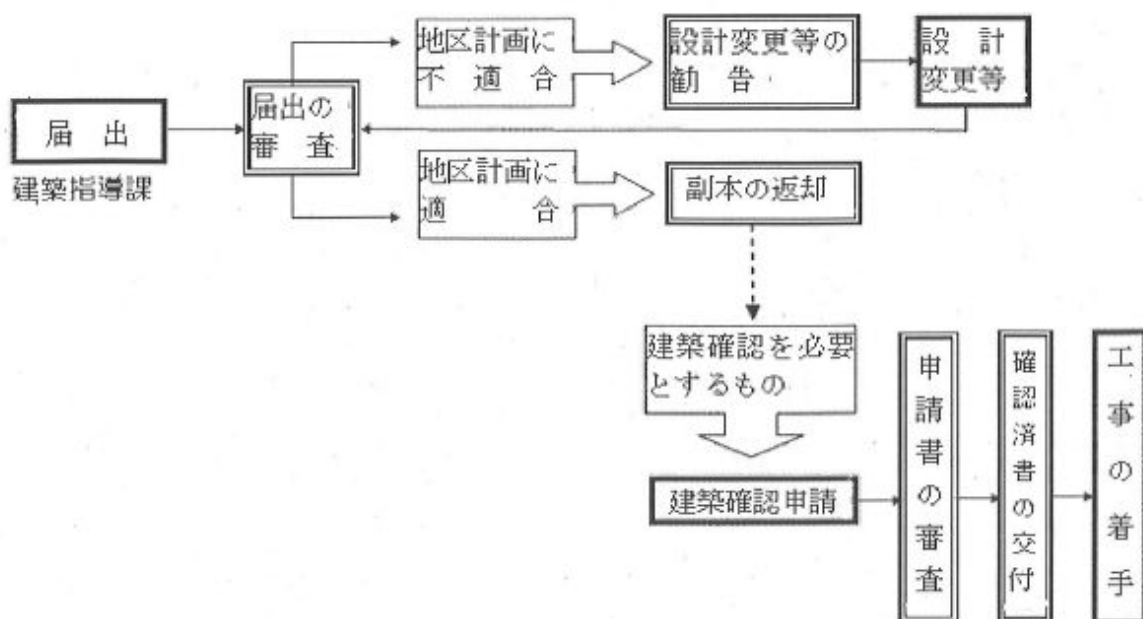 届出
建築指導課
届出の
審査
地区計画に
不適合
設計変更等の
勧告
設計
変更等
地区計画に
適合
副本の返却
建築確認を必要
とするもの
建築確認申請
申請書の審査
確認済書の交付
工事の着手